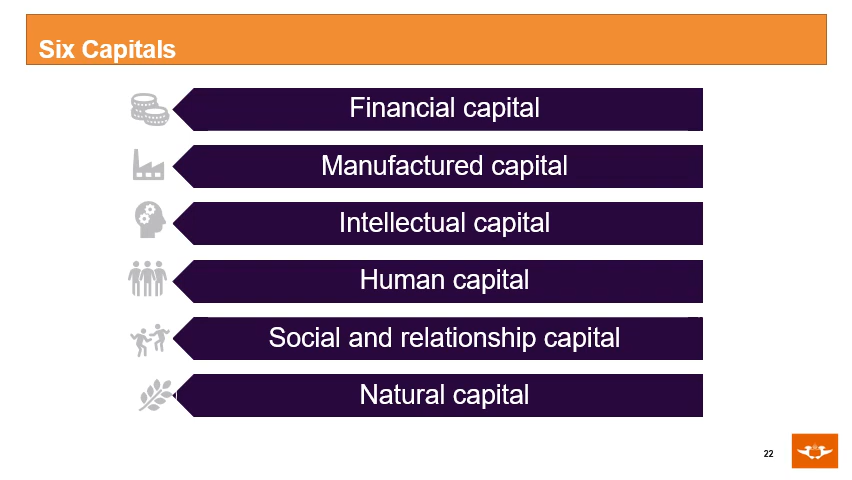 Six Capitals
Financial capital
Manufactured capital
Intellectual capital
Human capital
Social and relationship capital
Natural capital
22